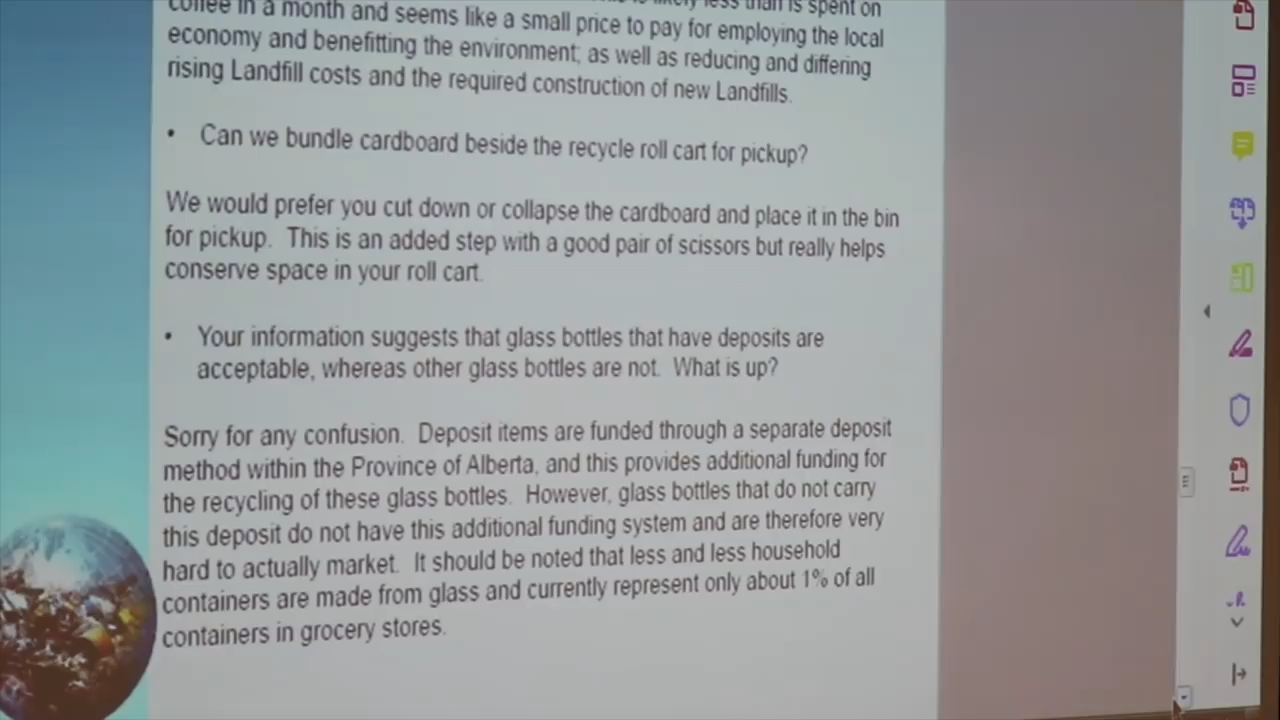 likely less than is spent on
coffee in a month and seems like a small price to pay for employing the local
economy and benefitting the environment; as well as reducing and differing
rising Landfill costs and the required construction of new Landfills.
• Can we bundle cardboard beside the recycle roll cart for pickup?
We would prefer you cut down or collapse the cardboard and place it in the bin
for pickup. This is an added step with a good pair of scissors but really helps
conserve space in your roll cart.
• Your information suggests that glass bottles that have deposits are
acceptable, whereas other glass bottles are not. What is up?
Sorry for any confusion. Deposit items are funded through a separate deposit
method within the Province of Alberta, and this provides additional funding for
the recycling of these glass bottles. However, glass bottles that do not carry
this deposit do not have this additional funding system and are therefore very
hard to actually market. It should be noted that less and less household
containers are made from glass and currently represent only about 1% of all
containers in grocery stores.